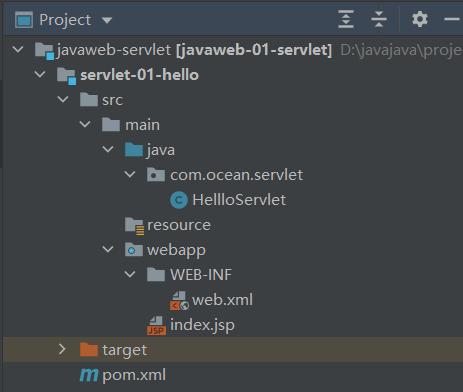 Project
javaweb-servlet [javaweb-01-servlet] D:\javajava\proje
servlet-01-hello
src
main
java
com.ocean.servlet
HellloServlet
resource
webapp
WEB-INF
web.xml
JSP index.jsp
target
pom.xml